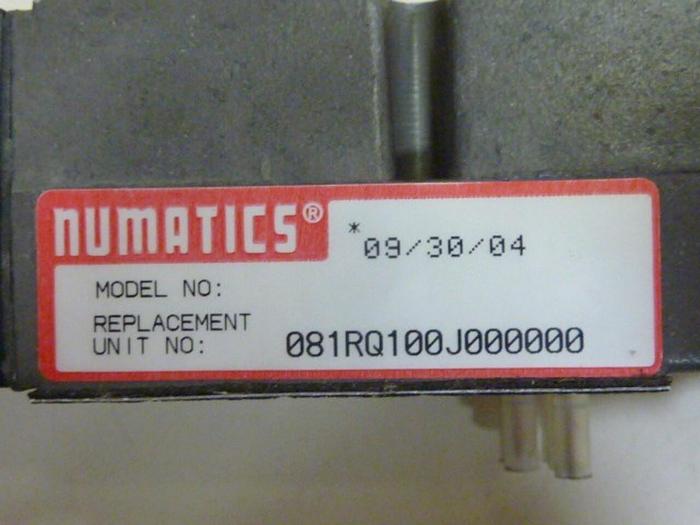 NUMATICS®
* 09/30/04
MODEL NO:
REPLACEMENT
UNIT NO: 081RQ100J000000